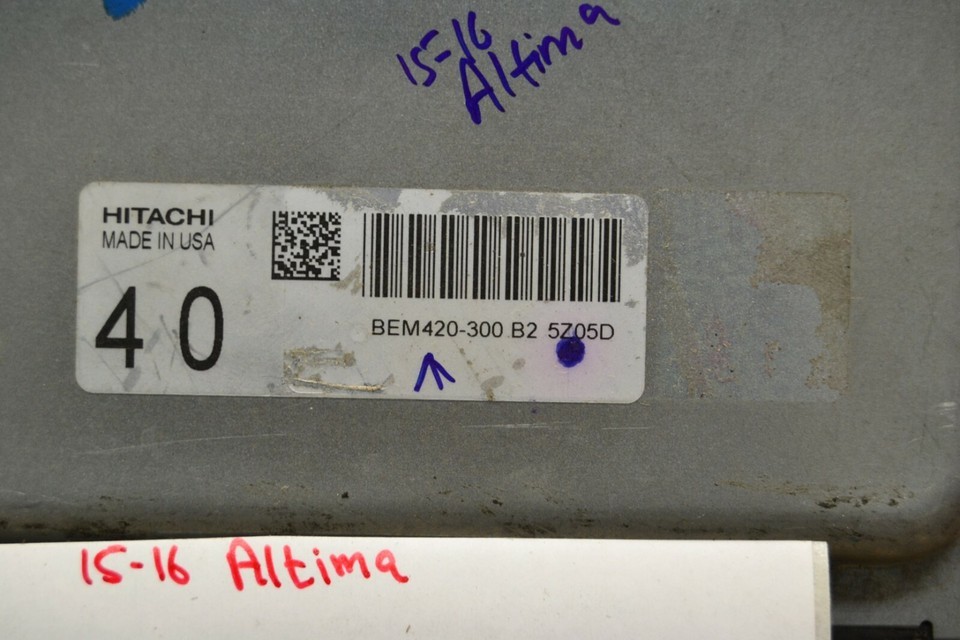 15-16
Altima
HITACHI
MADE IN USA
40
BEM420-300 B2 5Z05D
15-16 Altima